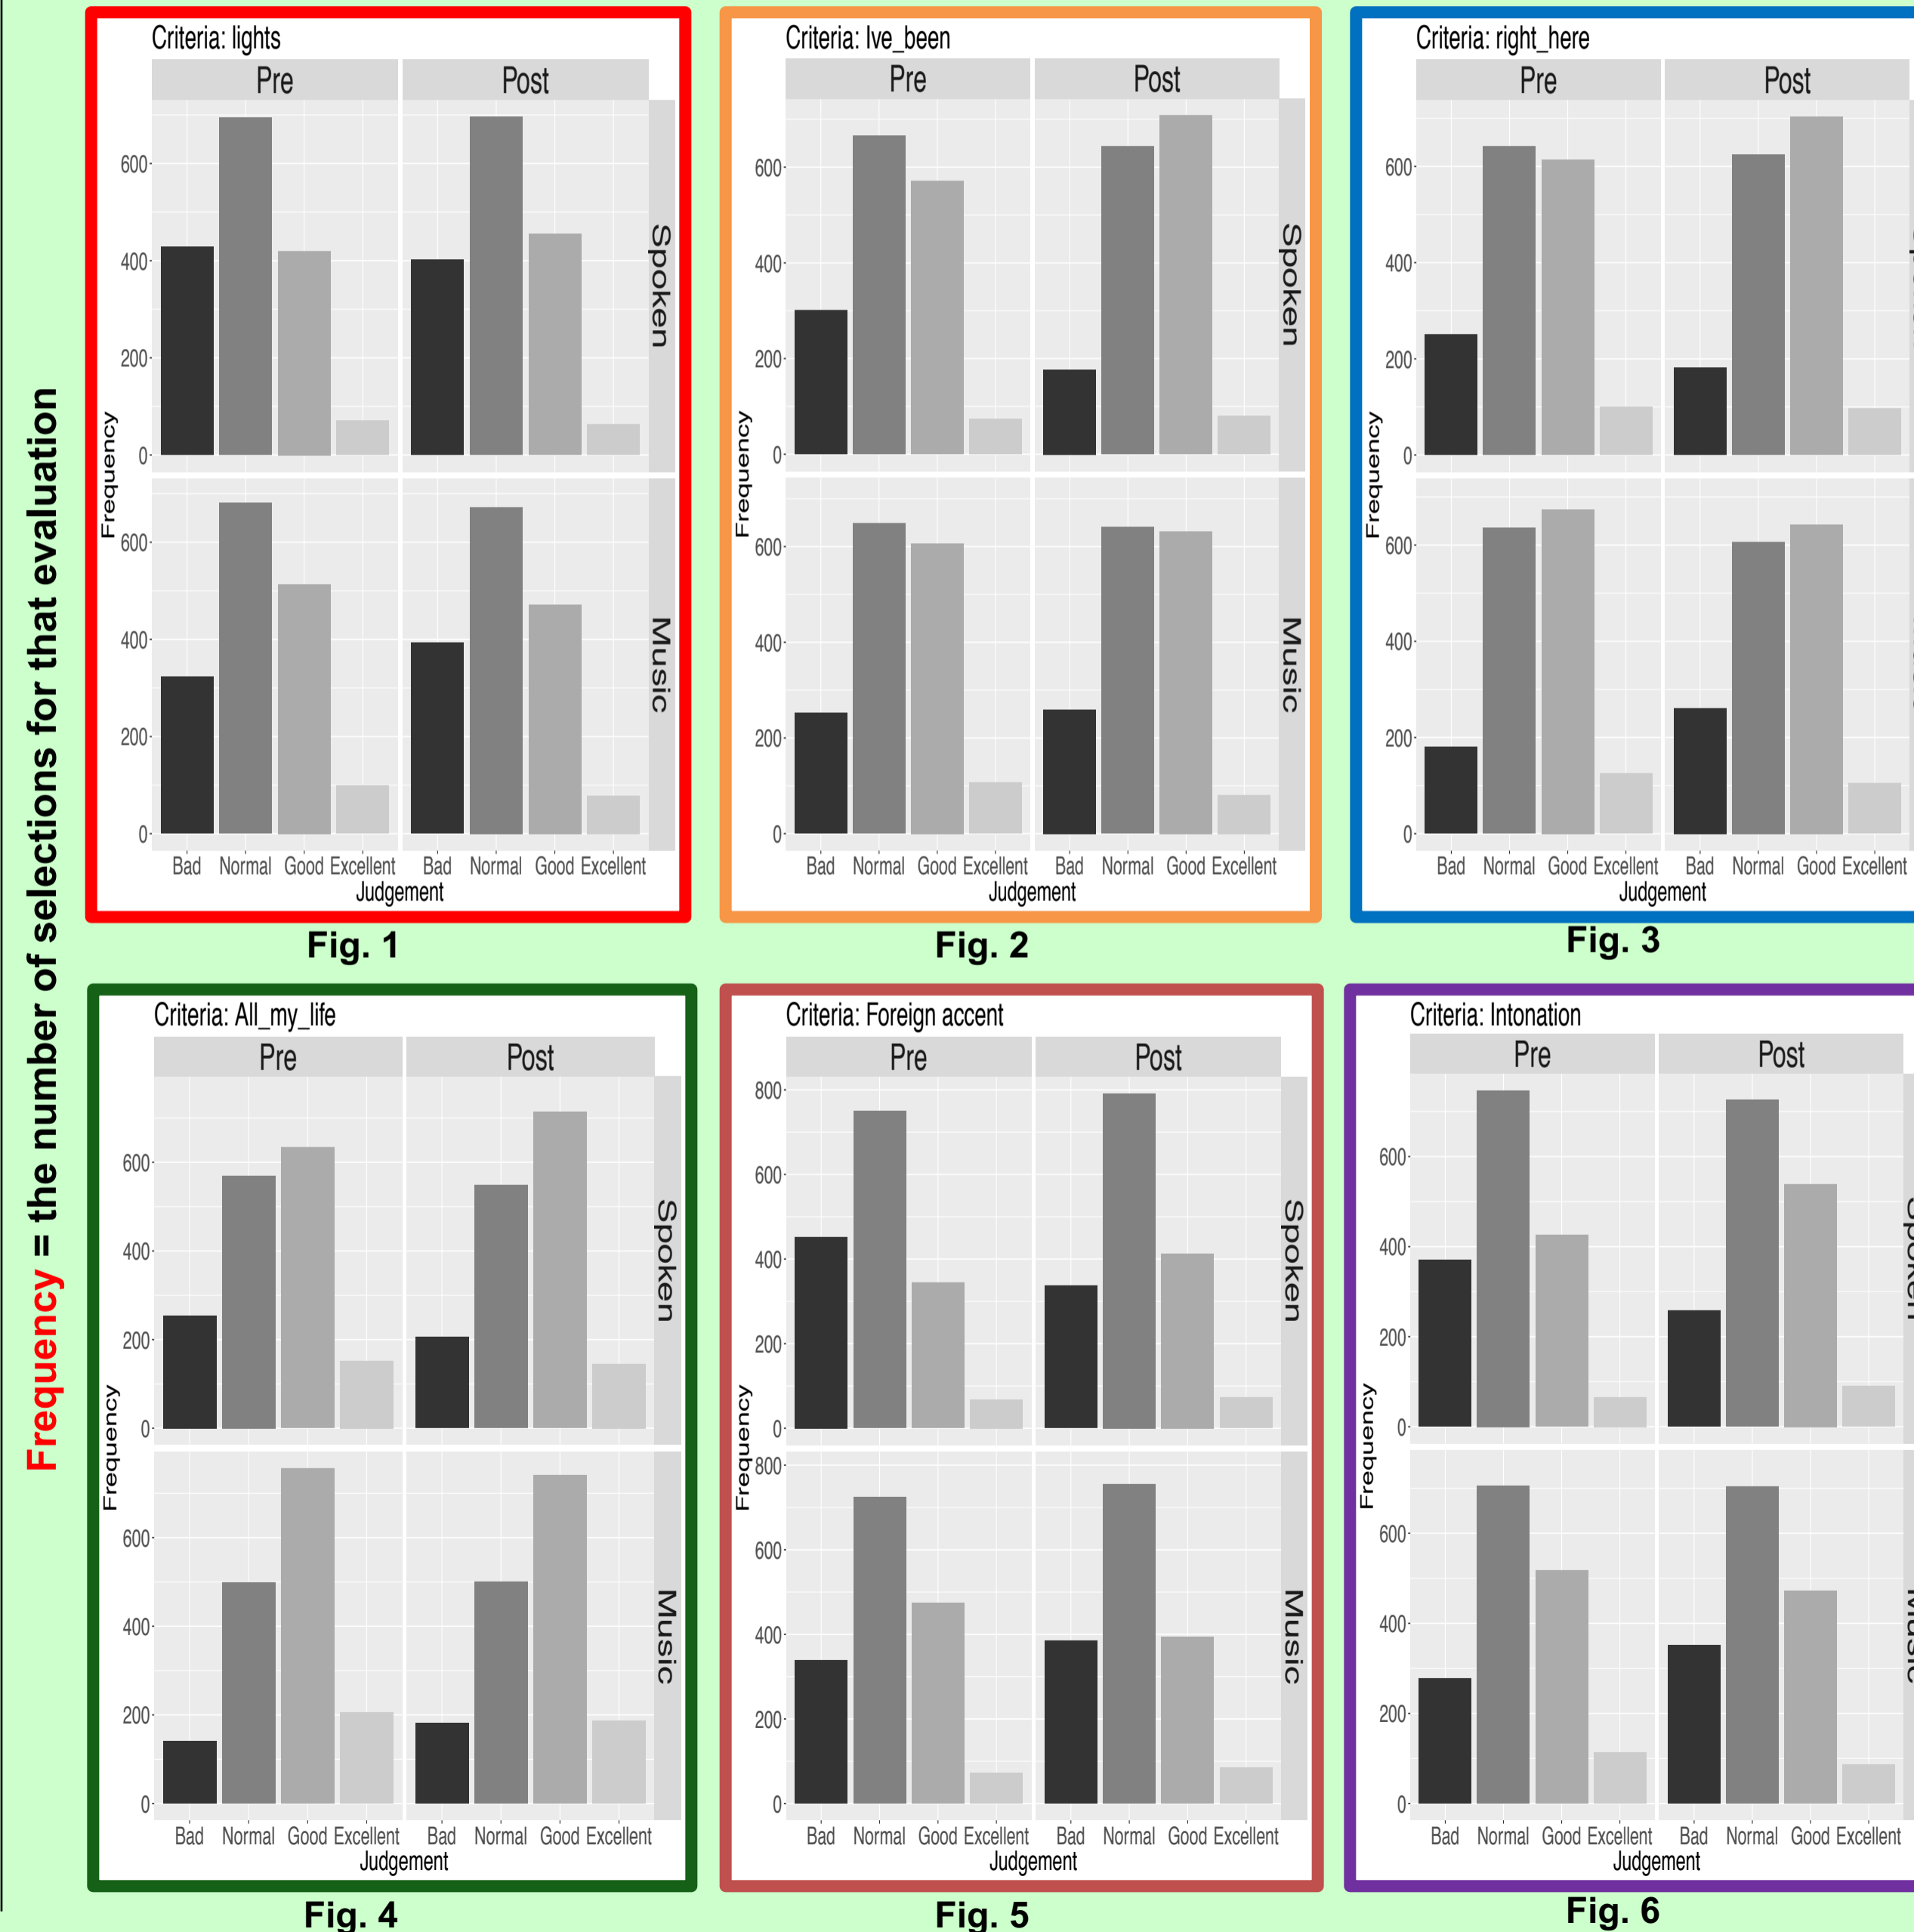 Frequency = the number of selections for that evaluation
Criteria: lights
Pre Post
600
400
200
0
Spoken
Frequency
600
400
200
0
Music
Bad Normal Good Excellent Bad Normal Good Excellent
Judgement
Fig. 1
Criteria: Ive_been
Pre Post
600
400
200
0
Spoken
Frequency
600
400
200
0
Music
Bad Normal Good Excellent Bad Normal Good Excellent
Judgement
Fig. 2
Criteria: right_here
Pre Post
600
400
200
0
Frequency
600
400
200
0
Bad Normal Good Excellent Bad Normal Good Excellent
Judgement
Fig. 3
Criteria: All_my_life
Pre Post
600
400
200
0
Spoken
Frequency
600
400
200
0
Music
Bad Normal Good Excellent Bad Normal Good Excellent
Judgement
Fig. 4
Criteria: Foreign accent
Pre Post
800
600
400
200
0
Spoken
Frequency
800
600
400
200
0
Music
Bad Normal Good Excellent Bad Normal Good Excellent
Judgement
Fig. 5
Criteria: Intonation
Pre Post
600
400
200
0
Spoken
Frequency
600
400
200
0
Music
Bad Normal Good Excellent Bad Normal Good Excellent
Judgement
Fig. 6